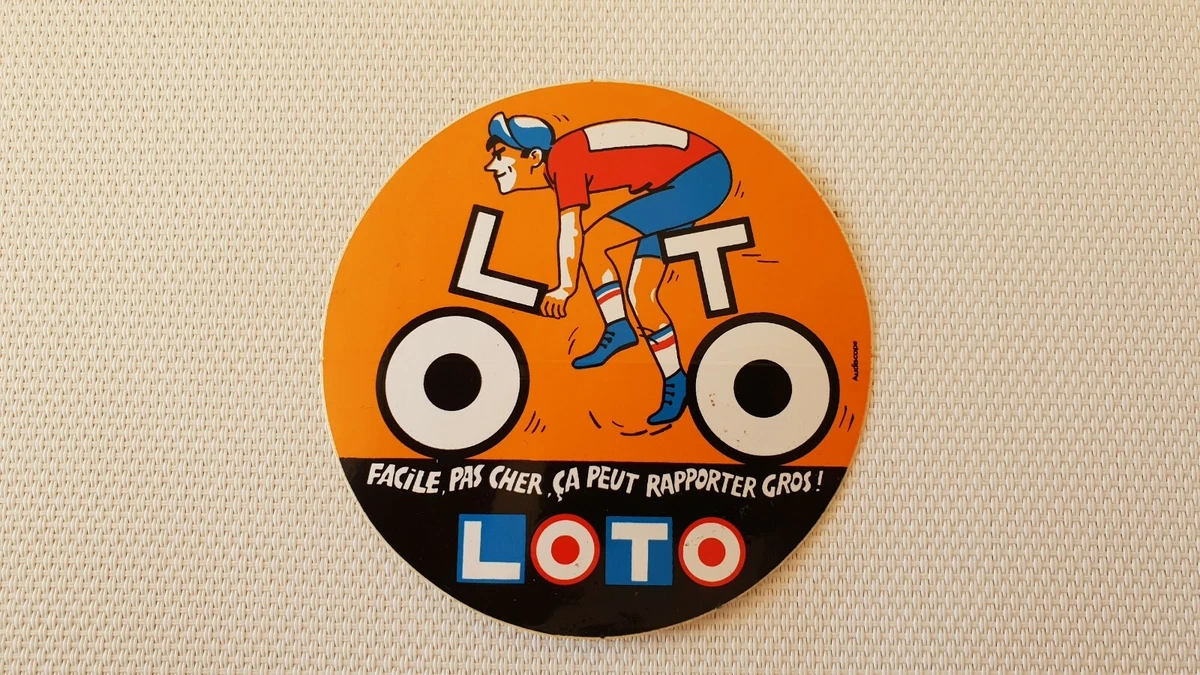 L T
O O
Audiscope
FACiLE, PAS CHER, ÇA PEUT RAPPORTER GROS !
LOTO